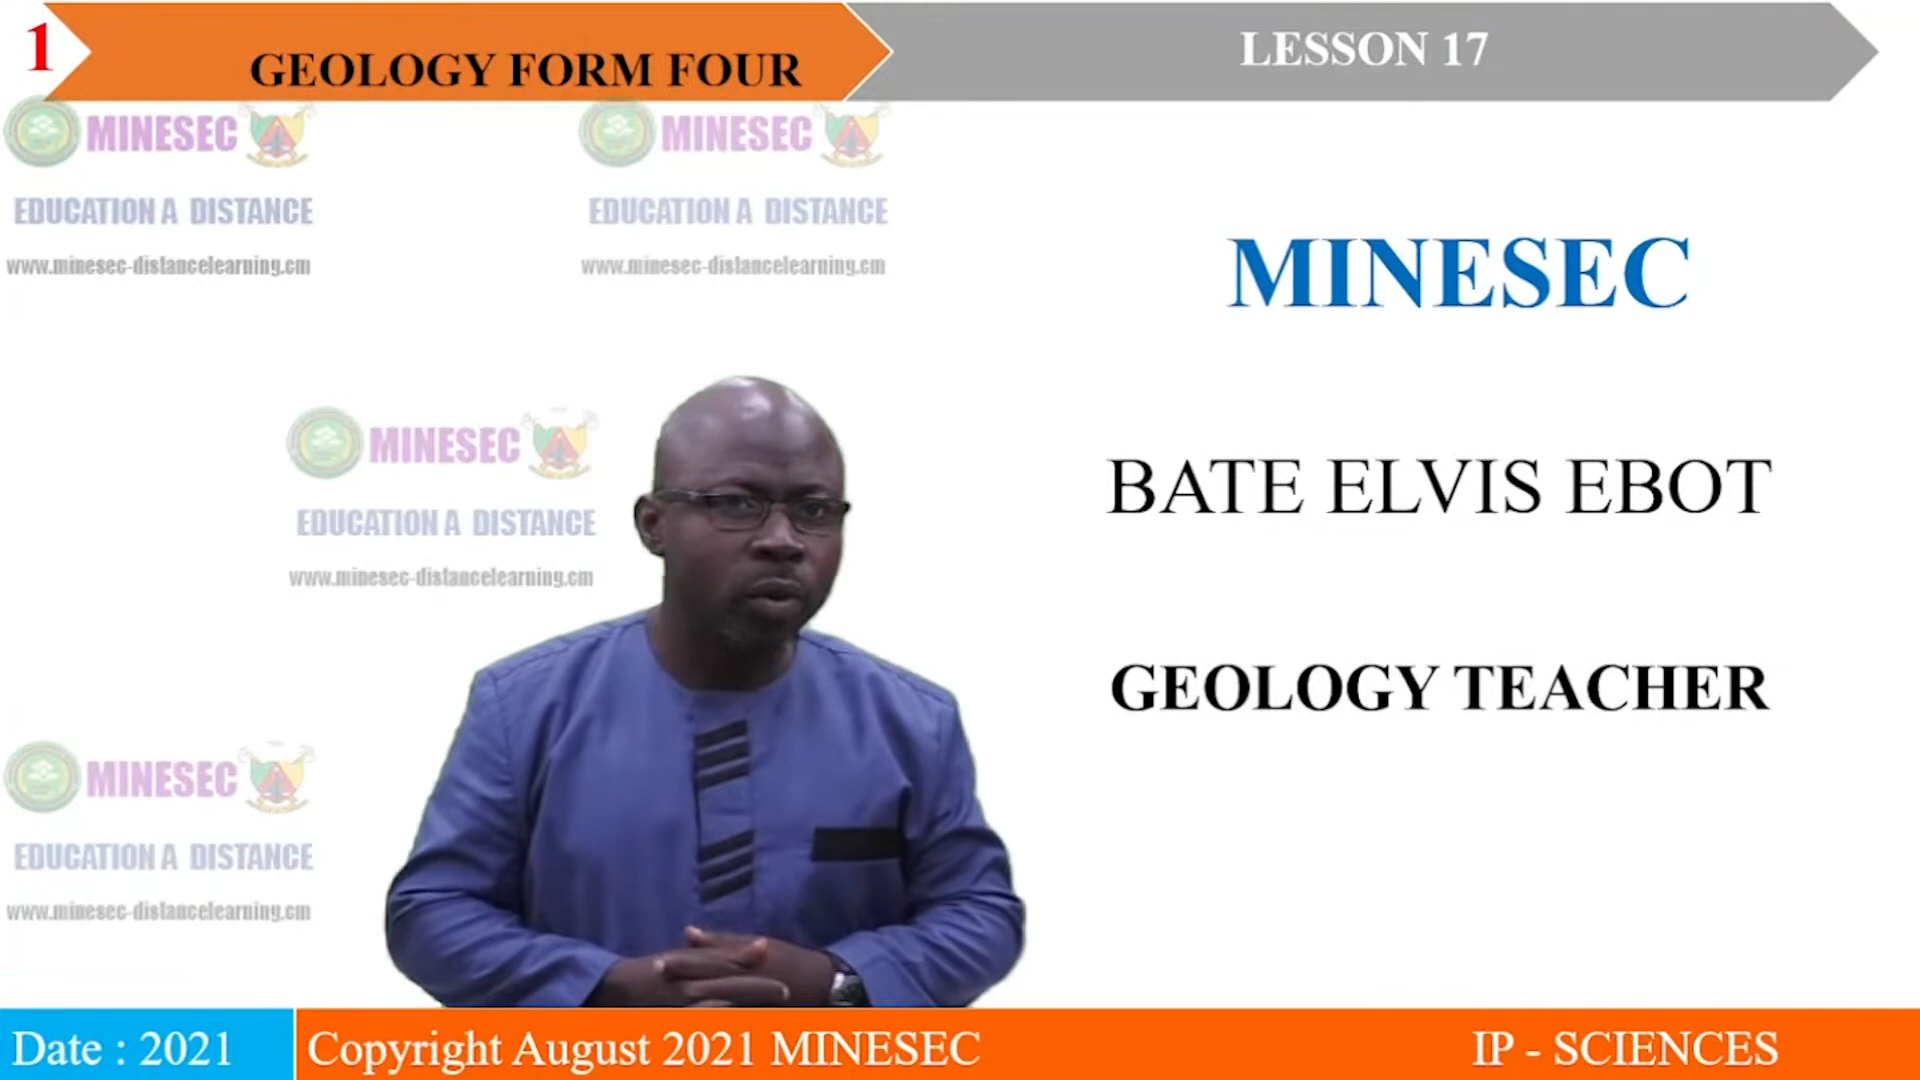 1
GEOLOGY FORM FOUR
LESSON 17
MINESEC
EDUCATION A DISTANCE
www.minesec-distancelearning.cm
MINESEC
EDUCATION A DISTANCE
www.minesec-distancelearning.cm
MINESEC
BATE ELVIS EBOT
GEOLOGY TEACHER
MINESEC
EDUCATION A DISTANCE
www.minesec-distancelearning.cm
MINESEC
EDUCATION A DISTANCE
www.minesec-distancelearning.cm
Date : 2021
Copyright August 2021 MINESEC
IP - SCIENCES